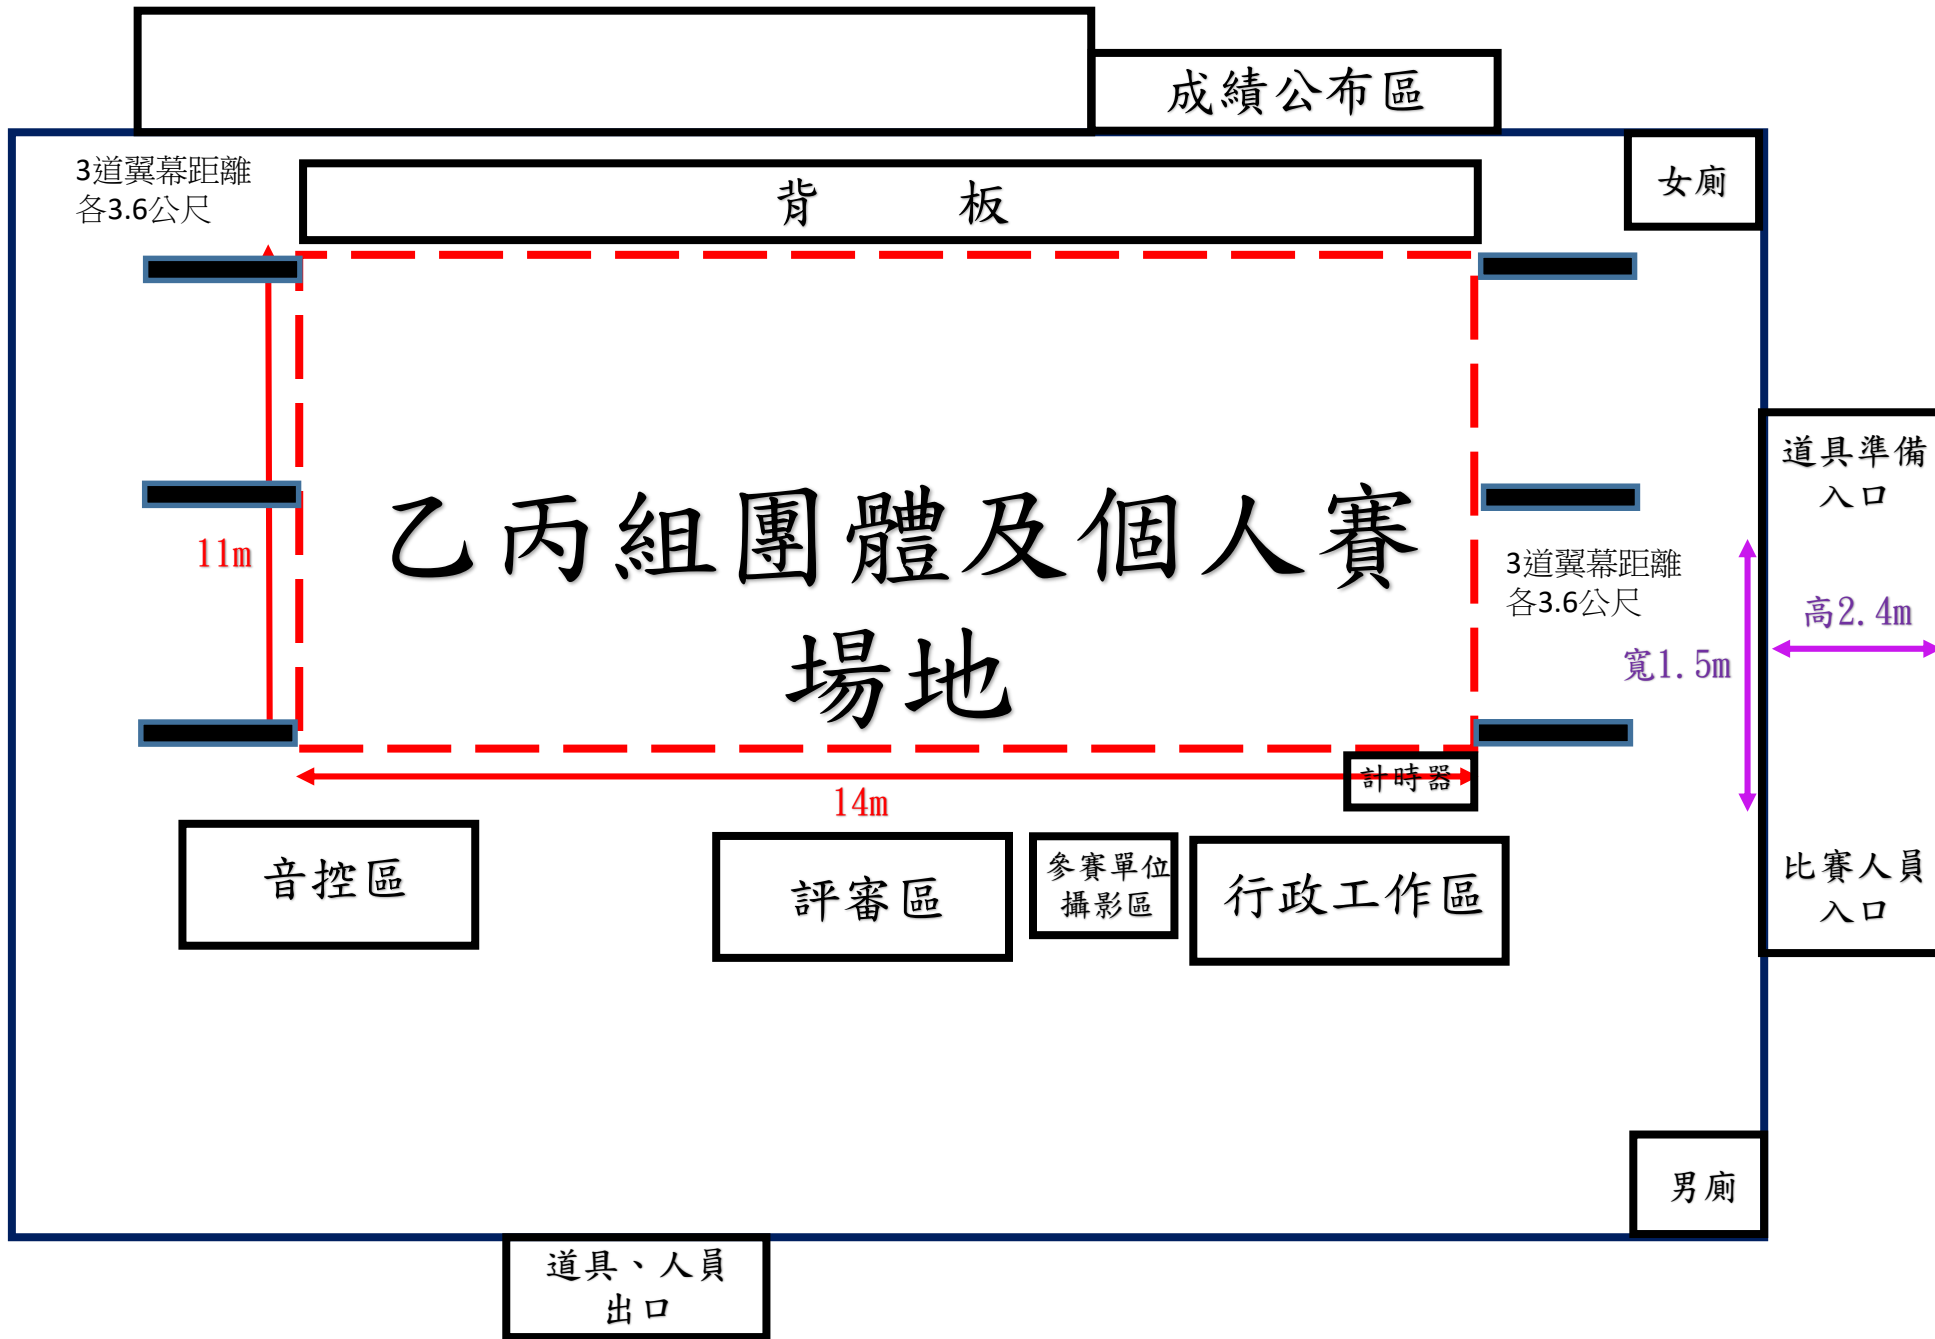 成績公布區
3道翼幕距離
各3.6公尺
背 板
女廁
道具準備
入口
乙丙組團體及個人賽
場地
11m
3道翼幕距離
各3.6公尺
高2.4m
寬1.5m
計時器
14m
音控區
評審區
參賽單位
攝影區
行政工作區
比賽人員
入口
男廁
道具、人員
出口